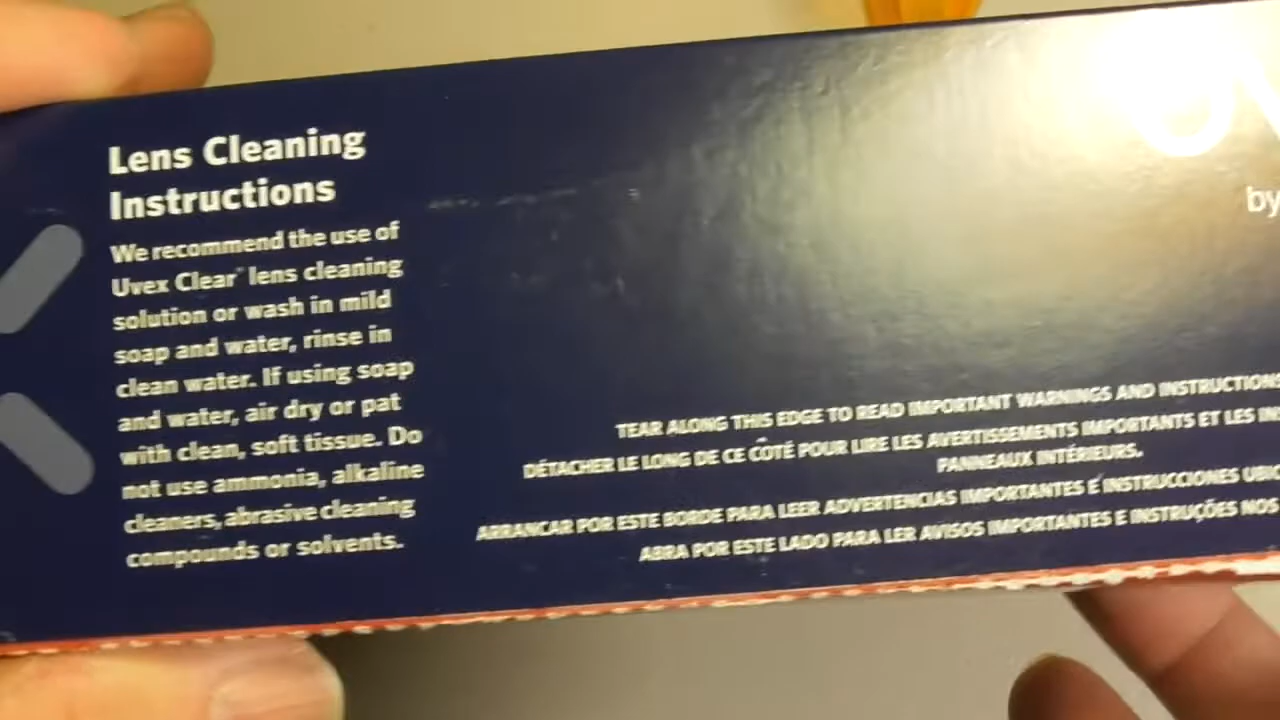 Lens Cleaning
Instructions
We recommend the use of
Uvex Clear™ lens cleaning
solution or wash in mild
soap and water, rinse in
clean water. If using soap
and water, air dry or pat
with clean, soft tissue. Do
not use ammonia, alkaline
cleaners, abrasive cleaning
compounds or solvents.
by
TEAR ALONG THIS EDGE TO READ IMPORTANT WARNINGS AND INSTRUCTIONS
DÉTACHER LE LONG DE CE CÔTÉ POUR LIRE LES AVERTISSEMENTS IMPORTANTS ET LES
PANNEAUX INTÉRIEURS.
ARRANCAR POR ESTE BORDE PARA LEER ADVERTENCIAS IMPORTANTES E INSTRUCCIONES
ABRA POR ESTE LADO PARA LER AVISOS IMPORTANTES E INSTRUÇÕES NOS